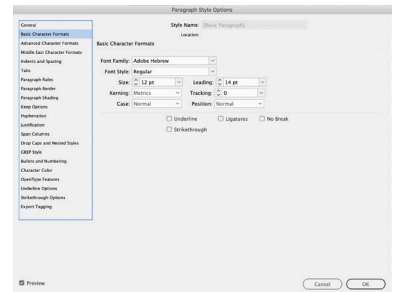 Paragraph Style Options
General
Basic Character Formats
Advanced Character Formats
Middle East Character Formats
Indents and Spacing
Tabs
Paragraph Rules
Paragraph Border
Paragraph Shading
Keep Options
Hyphenation
Justification
Span Columns
Drop Caps and Nested Styles
GREP Style
Bullets and Numbering
Character Color
OpenType Features
Underline Options
Strikethrough Options
Export Tagging
Style Name: [Basic Paragraph]
Location:
Basic Character Formats
Font Family: Adobe Hebrew
Font Style: Regular
Size: 12 pt Leading: 14 pt
Kerning: Metrics Tracking: 0
Case: Normal Position: Normal
Underline Ligatures No Break
Strikethrough
Preview Cancel OK